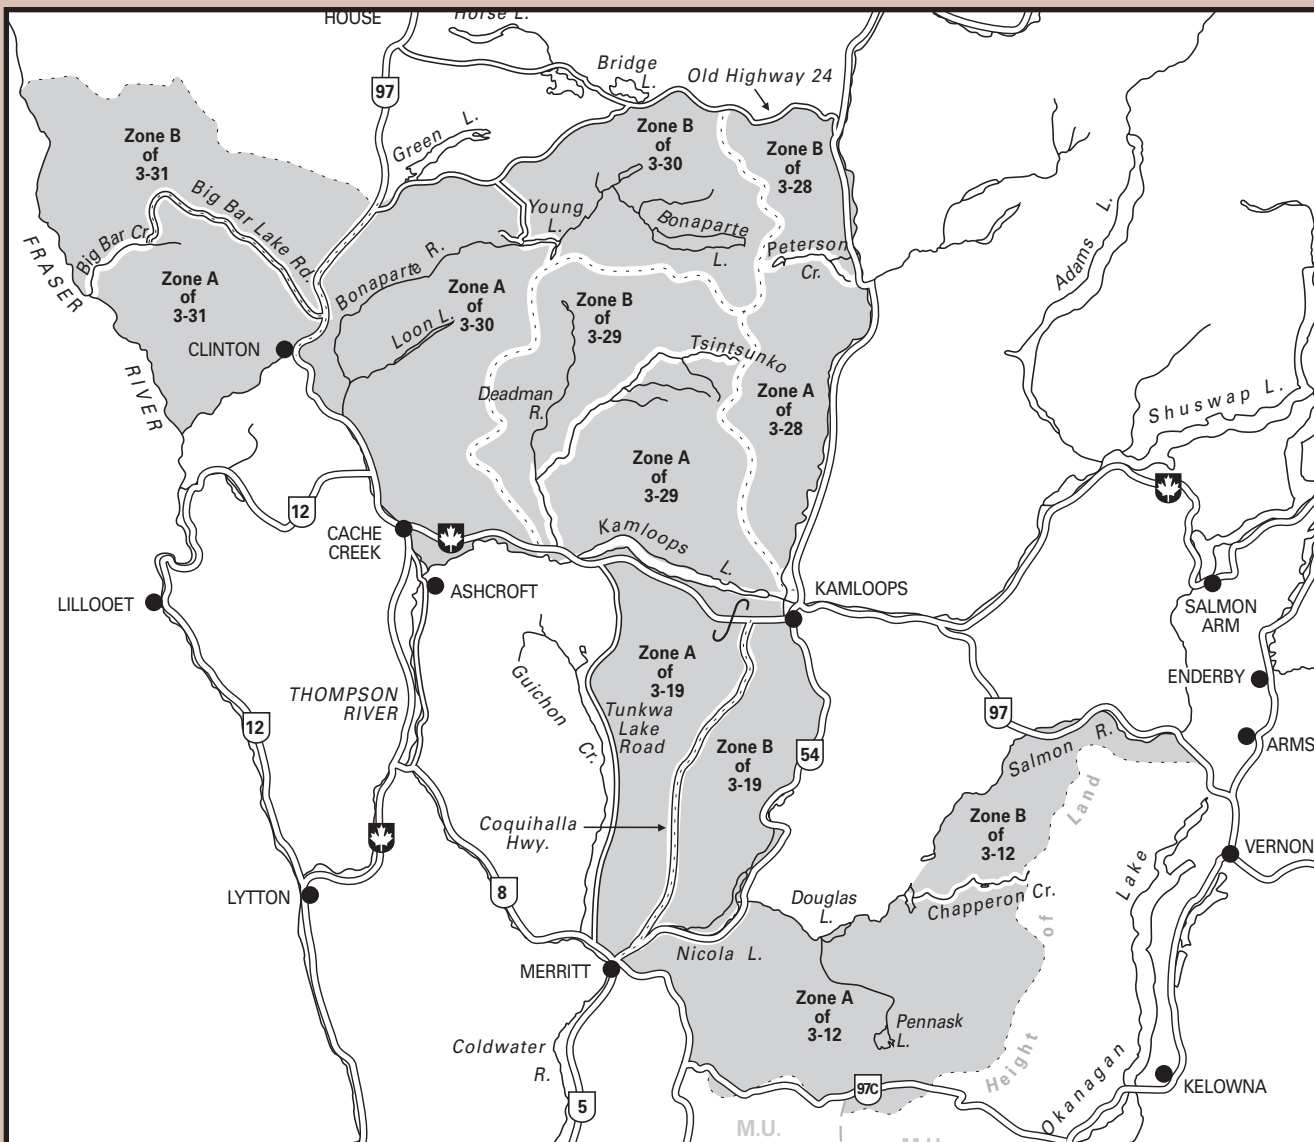 HOUSE
Horse L.
97
Bridge
L.
Old Highway 24
Green L.
Zone B
of
3-31
Zone B
of
3-30
Zone B
of
3-28
Big Bar Lake Rd.
Big Bar Cr.
Young
L.
Bonaparte
L.
Peterson
Cr.
Adams L.
FRASER
RIVER
Zone A
of
3-31
Bonaparte R.
Zone A
of
3-30
Zone B
of
3-29
Loon L.
CLINTON
Tsintsunko
Deadman
R.
Zone A
of
3-28
Shuswap L.
Zone A
of
3-29
12
CACHE
CREEK
Kamloops
L.
ASHCROFT
KAMLOOPS
LILLOOET
SALMON
ARM
Zone A
of
3-19
Guichon
Cr.
ENDERBY
THOMPSON
RIVER
Tunkwa
Lake
Road
97
12
Zone B
of
3-19
54
Salmon R.
ARMS
Land
of
Height
Coquihalla
Hwy.
Zone B
of
3-12
VERNON
LYTTON
8
Douglas
L.
Chapperon Cr.
Lake
Okanagan
Nicola L.
MERRITT
Zone A
of
3-12
Pennask
L.
Coldwater
R.
97C
KELOWNA
5
M.U.
M.U.